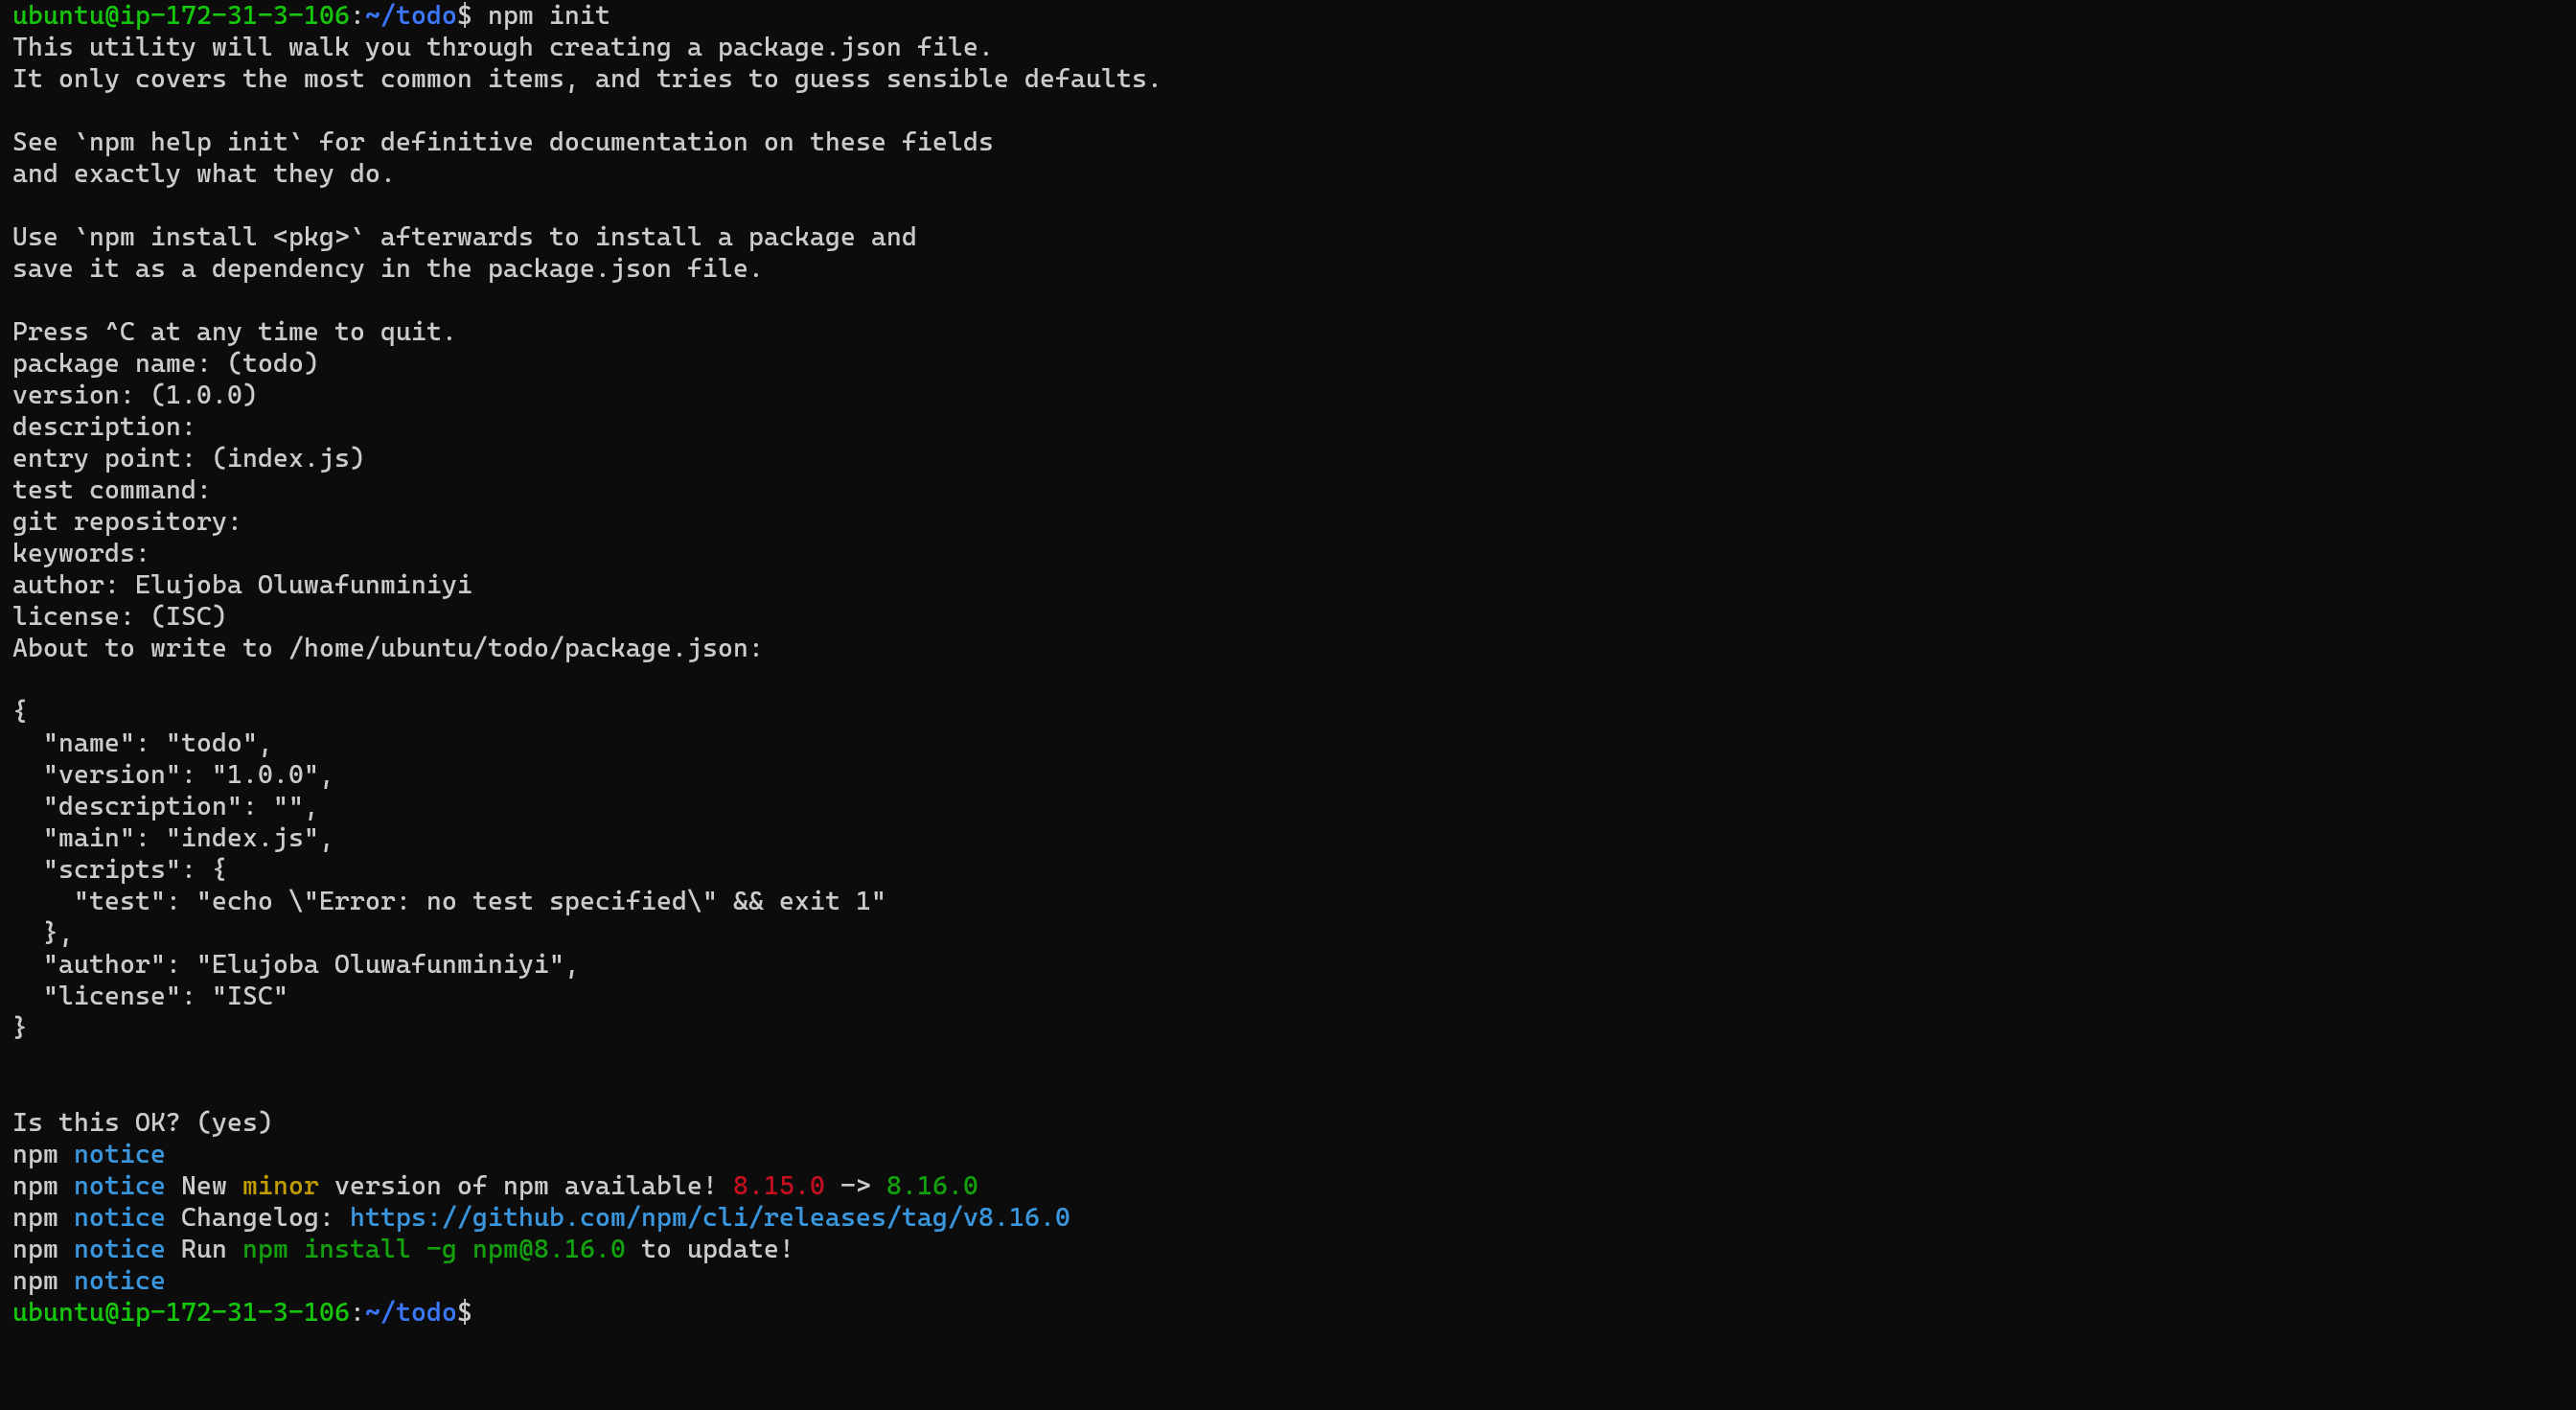 ubuntu@ip-172-31-3-106:~/todo$ npm init
This utility will walk you through creating a package.json file.
It only covers the most common items, and tries to guess sensible defaults.
See `npm help init` for definitive documentation on these fields
and exactly what they do.
Use `npm install <pkg>` afterwards to install a package and
save it as a dependency in the package.json file.
Press ^C at any time to quit.
package name: (todo)
version: (1.0.0)
description:
entry point: (index.js)
test command:
git repository:
keywords:
author: Elujoba Oluwafunminiyi
license: (ISC)
About to write to /home/ubuntu/todo/package.json:
{
  "name": "todo",
  "version": "1.0.0",
  "description": "",
  "main": "index.js",
  "scripts": {
    "test": "echo \"Error: no test specified\" && exit 1"
  },
  "author": "Elujoba Oluwafunminiyi",
  "license": "ISC"
}
Is this OK? (yes)
npm notice
npm notice New minor version of npm available! 8.15.0 -> 8.16.0
npm notice Changelog: https://github.com/npm/cli/releases/tag/v8.16.0
npm notice Run npm install -g npm@8.16.0 to update!
npm notice
ubuntu@ip-172-31-3-106:~/todo$